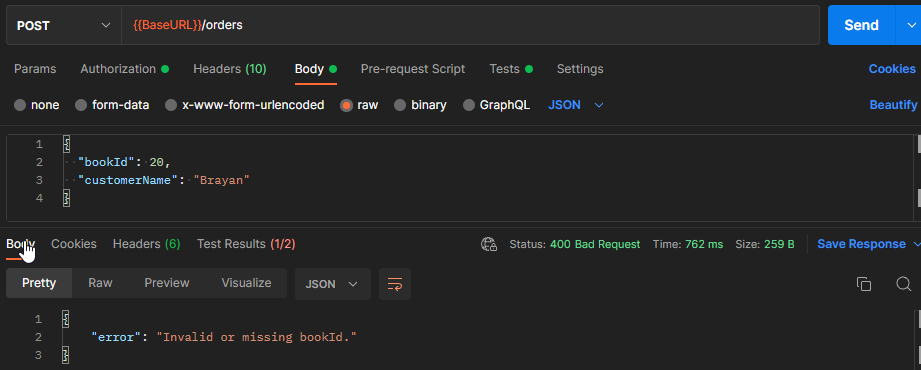 POST {{BaseURL}}/orders Send
Params Authorization Headers (10) Body Pre-request Script Tests Settings Cookies
none form-data x-www-form-urlencoded raw binary GraphQL JSON Beautify
1 {
2 "bookId": 20,
3 "customerName": "Brayan"
4 }
Body Cookies Headers (6) Test Results (1/2) Status: 400 Bad Request Time: 762 ms Size: 259 B Save Response
Pretty Raw Preview Visualize JSON
1 {
2 "error": "Invalid or missing bookId."
3 }